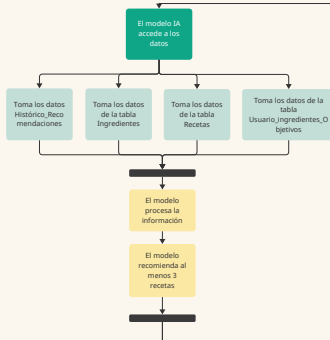 El modelo IA
accede a los
datos
Toma los datos
Histórico_Reco
mendaciones
Toma los datos
de la tabla
Ingredientes
Toma los datos
de la tabla
Recetas
Toma los datos de la
tabla
Usuario_ingredientes_O
bjetivos
El modelo
procesa la
información
El modelo
recomienda al
menos 3
recetas